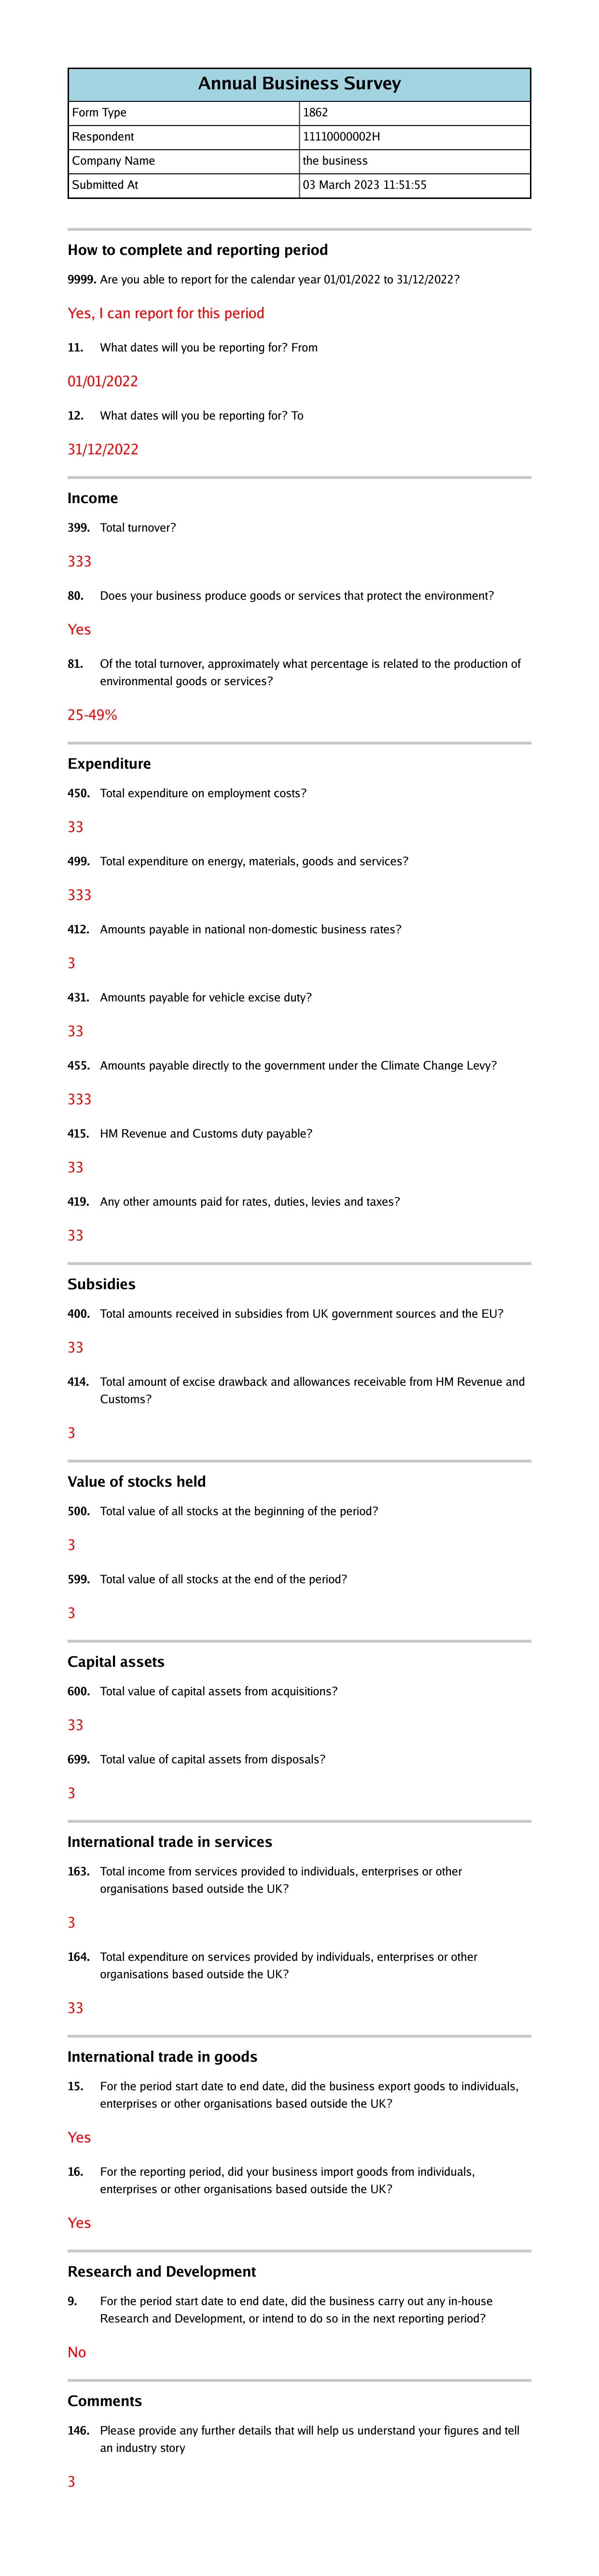 Annual Business Survey
Form Type 1862
Respondent 11110000002H
Company Name the business
Submitted At 03 March 2023 11:51:55
How to complete and reporting period
9999. Are you able to report for the calendar year 01/01/2022 to 31/12/2022?
Yes, I can report for this period
11. What dates will you be reporting for? From
01/01/2022
12. What dates will you be reporting for? To
31/12/2022
Income
399. Total turnover?
333
80. Does your business produce goods or services that protect the environment?
Yes
81. Of the total turnover, approximately what percentage is related to the production of
environmental goods or services?
25-49%
Expenditure
450. Total expenditure on employment costs?
33
499. Total expenditure on energy, materials, goods and services?
333
412. Amounts payable in national non-domestic business rates?
3
431. Amounts payable for vehicle excise duty?
33
455. Amounts payable directly to the government under the Climate Change Levy?
333
415. HM Revenue and Customs duty payable?
33
419. Any other amounts paid for rates, duties, levies and taxes?
33
Subsidies
400. Total amounts received in subsidies from UK government sources and the EU?
33
414. Total amount of excise drawback and allowances receivable from HM Revenue and
Customs?
3
Value of stocks held
500. Total value of all stocks at the beginning of the period?
3
599. Total value of all stocks at the end of the period?
3
Capital assets
600. Total value of capital assets from acquisitions?
33
699. Total value of capital assets from disposals?
3
International trade in services
163. Total income from services provided to individuals, enterprises or other
organisations based outside the UK?
3
164. Total expenditure on services provided by individuals, enterprises or other
organisations based outside the UK?
33
International trade in goods
15. For the period start date to end date, did the business export goods to individuals,
enterprises or other organisations based outside the UK?
Yes
16. For the reporting period, did your business import goods from individuals,
enterprises or other organisations based outside the UK?
Yes
Research and Development
9. For the period start date to end date, did the business carry out any in-house
Research and Development, or intend to do so in the next reporting period?
No
Comments
146. Please provide any further details that will help us understand your figures and tell
an industry story
3